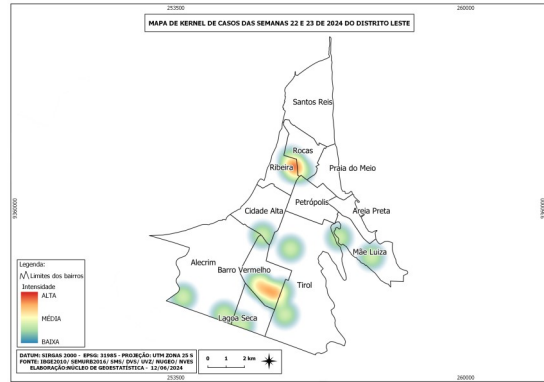 253500
260000
MAPA DE KERNEL DE CASOS DAS SEMANAS 22 E 23 DE 2024 DO DISTRITO LESTE
Santos Reis
Rocas
Ribeira
Praia do Meio
Petrópolis
Cidade Alta
Areia Preta
9360000
9360000
Mãe Luiza
Alecrim
Barro Vermelho
Tirol
Lagoa Seca
Legenda:
Limites dos bairros
Intensidade
ALTA
MÉDIA
BAIXA
DATUM: SIRGAS 2000 - EPSG: 31985 - PROJEÇÃO: UTM ZONA 25 S
FONTE: IBGE2010/ SEMURB2016/ SMS/ DVS/ UVZ/ NUGEO/ NVES
ELABORAÇÃO:NÚCLEO DE GEOESTATÍSTICA - 12/06/2024
0 1 2 km
253500
260000